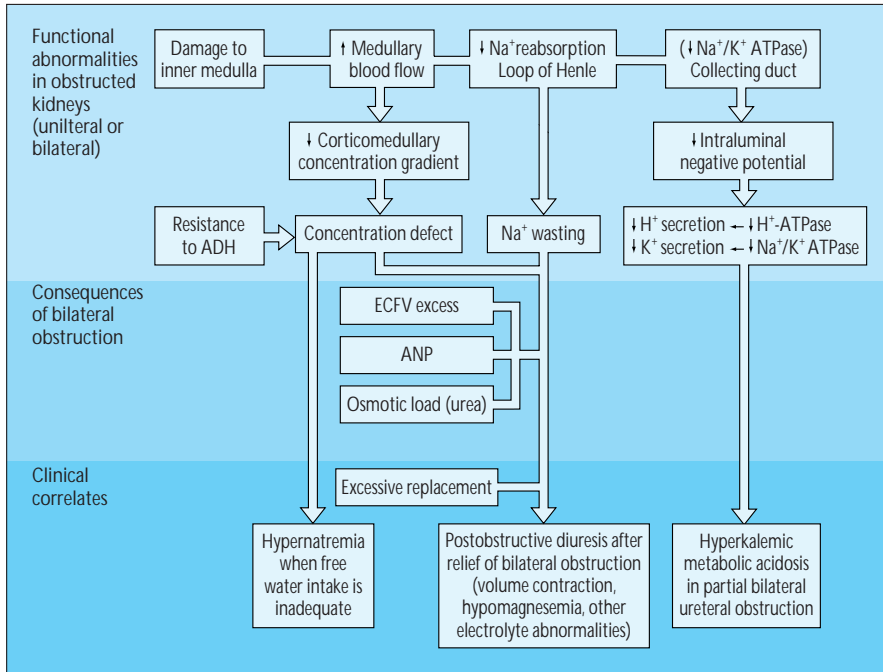 Functional
abnormalities
in obstructed
kidneys
(unilteral or
bilateral)
Damage to
inner medulla
↑ Medullary
blood flow
↓ Na⁺reabsorption
Loop of Henle
(↓ Na⁺/K⁺ ATPase)
Collecting duct
↓ Corticomedullary
concentration gradient
↓ Intraluminal
negative potential
Resistance
to ADH
Concentration defect
Na⁺ wasting
↓ H⁺ secretion ← ↓ H⁺-ATPase
↓ K⁺ secretion ← ↓ Na⁺/K⁺ ATPase
Consequences
of bilateral
obstruction
ECFV excess
ANP
Osmotic load (urea)
Clinical
correlates
Excessive replacement
Hypernatremia
when free
water intake is
inadequate
Postobstructive diuresis after
relief of bilateral obstruction
(volume contraction,
hypomagnesemia, other
electrolyte abnormalities)
Hyperkalemic
metabolic acidosis
in partial bilateral
ureteral obstruction